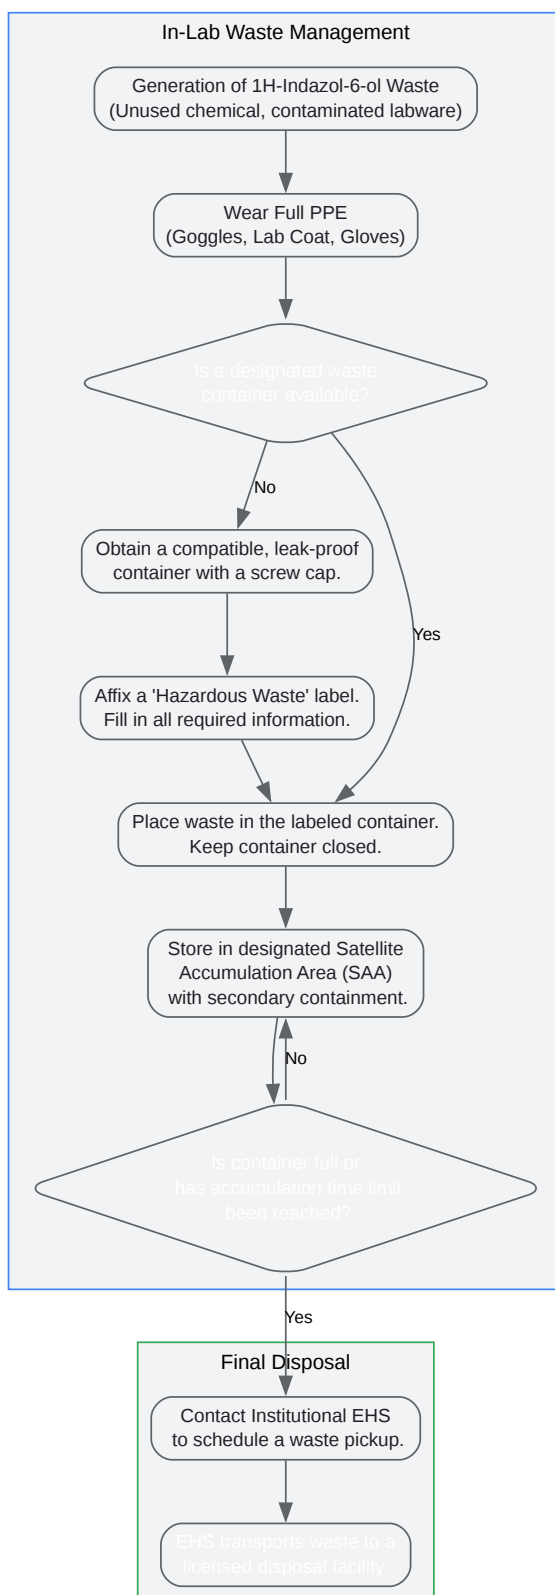 In-Lab Waste Management
Generation of 1H-Indazol-6-ol Waste
(Unused chemical, contaminated labware)
Wear Full PPE
(Goggles, Lab Coat, Gloves)
Is a designated waste
container available?
No
Obtain a compatible, leak-proof
container with a screw cap.
Yes
Affix a 'Hazardous Waste' label.
Fill in all required information.
Place waste in the labeled container.
Keep container closed.
Store in designated Satellite
Accumulation Area (SAA)
with secondary containment.
No
Is container full or
has accumulation time limit
been reached?
Yes
Final Disposal
Contact Institutional EHS
to schedule a waste pickup.
EHS transports waste to a
licensed disposal facility.